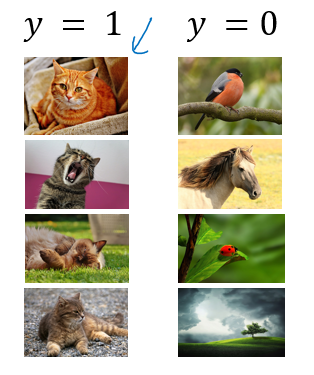 y = 1 y = 0